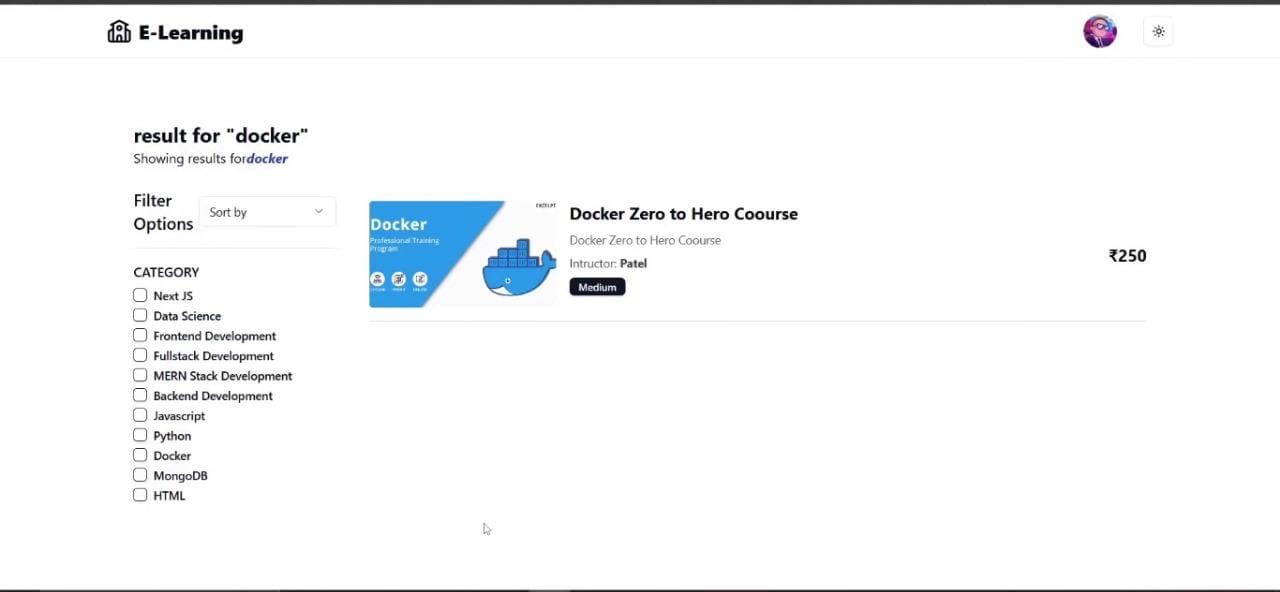 E-Learning
result for "docker"
Showing results fordocker
Filter
Options
Sort by
CATEGORY
Next JS
Data Science
Frontend Development
Fullstack Development
MERN Stack Development
Backend Development
Javascript
Python
Docker
MongoDB
HTML
Docker
Professional Training
Program
Docker Zero to Hero Coourse
Docker Zero to Hero Coourse
Intructor: Patel
Medium
₹250